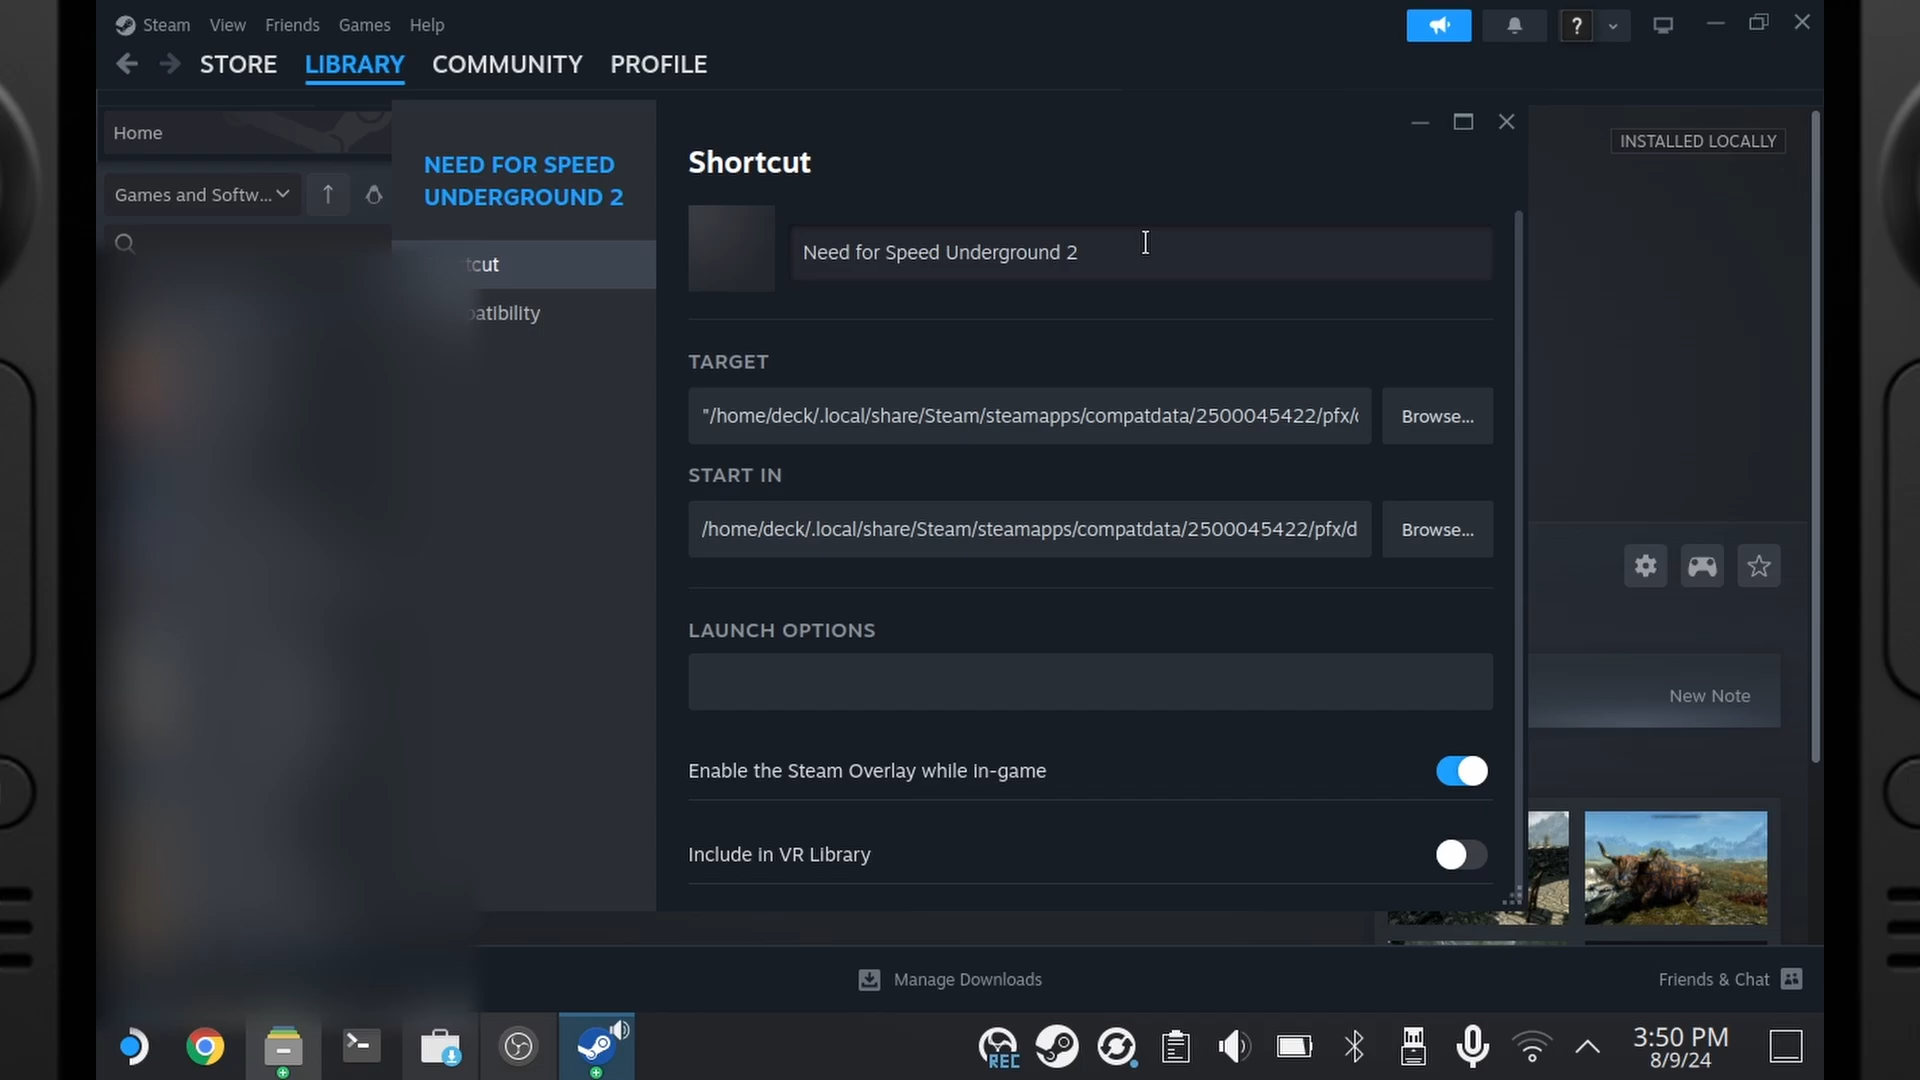 Steam View Friends Games Help
STORE LIBRARY COMMUNITY PROFILE
Home
Games and Softw...
NEED FOR SPEED
UNDERGROUND 2
Shortcut
INSTALLED LOCALLY
Need for Speed Underground 2
tcut
patibility
TARGET
"/home/deck/.local/share/Steam/steamapps/compatdata/2500045422/pfx/
Browse...
START IN
/home/deck/.local/share/Steam/steamapps/compatdata/2500045422/pfx/d
Browse...
LAUNCH OPTIONS
New Note
Enable the Steam Overlay while in-game
Include in VR Library
Manage Downloads
Friends & Chat
REC
3:50 PM
8/9/24